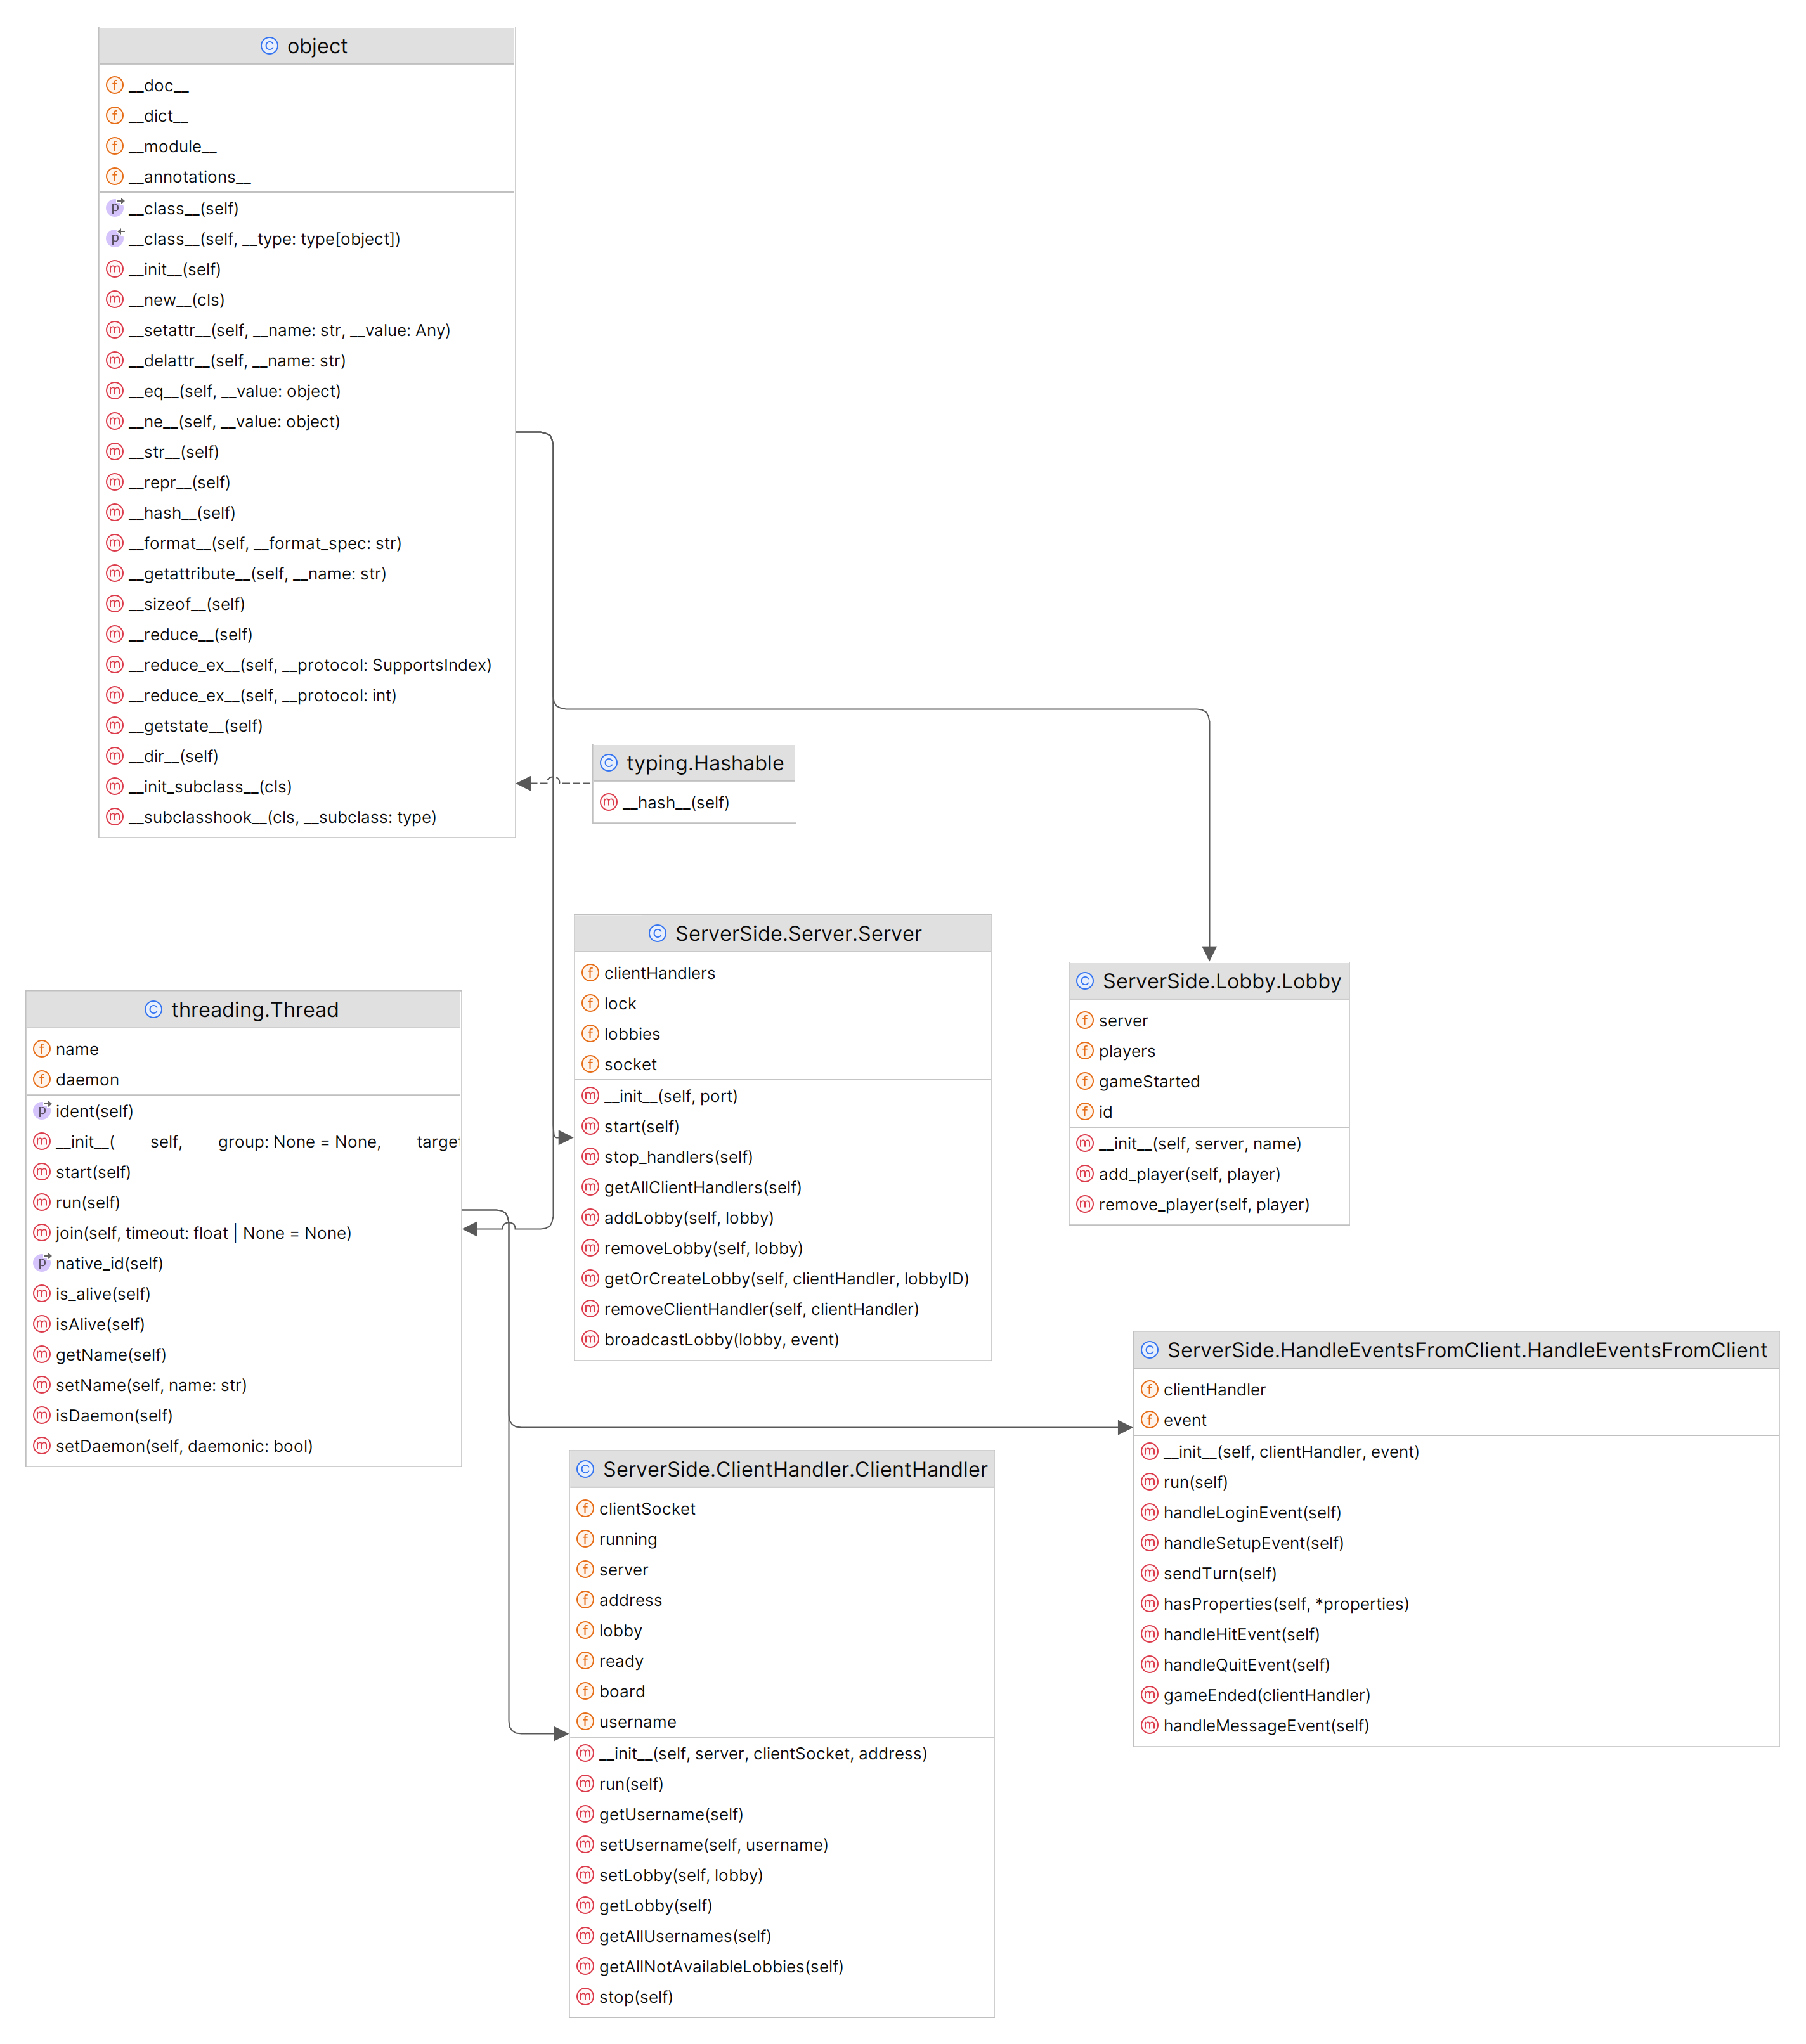 object
__doc__
__dict__
__module__
__annotations__
__class__(self)
__class__(self, __type: type[object])
__init__(self)
__new__(cls)
__setattr__(self, __name: str, __value: Any)
__delattr__(self, __name: str)
__eq__(self, __value: object)
__ne__(self, __value: object)
__str__(self)
__repr__(self)
__hash__(self)
__format__(self, __format_spec: str)
__getattribute__(self, __name: str)
__sizeof__(self)
__reduce__(self)
__reduce_ex__(self, __protocol: SupportsIndex)
__reduce_ex__(self, __protocol: int)
__getstate__(self)
__dir__(self)
__init_subclass__(cls)
__subclasshook__(cls, __subclass: type)
typing.Hashable
__hash__(self)
ServerSide.Server.Server
clientHandlers
lock
lobbies
socket
__init__(self, port)
start(self)
stop_handlers(self)
getAllClientHandlers(self)
addLobby(self, lobby)
removeLobby(self, lobby)
getOrCreateLobby(self, clientHandler, lobbyID)
removeClientHandler(self, clientHandler)
broadcastLobby(lobby, event)
ServerSide.Lobby.Lobby
server
players
gameStarted
id
__init__(self, server, name)
add_player(self, player)
remove_player(self, player)
threading.Thread
name
daemon
ident(self)
__init__( self, group: None = None, target
start(self)
run(self)
join(self, timeout: float | None = None)
native_id(self)
is_alive(self)
isAlive(self)
getName(self)
setName(self, name: str)
isDaemon(self)
setDaemon(self, daemonic: bool)
ServerSide.HandleEventsFromClient.HandleEventsFromClient
clientHandler
event
__init__(self, clientHandler, event)
run(self)
handleLoginEvent(self)
handleSetupEvent(self)
sendTurn(self)
hasProperties(self, *properties)
handleHitEvent(self)
handleQuitEvent(self)
gameEnded(clientHandler)
handleMessageEvent(self)
ServerSide.ClientHandler.ClientHandler
clientSocket
running
server
address
lobby
ready
board
username
__init__(self, server, clientSocket, address)
run(self)
getUsername(self)
setUsername(self, username)
setLobby(self, lobby)
getLobby(self)
getAllUsernames(self)
getAllNotAvailableLobbies(self)
stop(self)